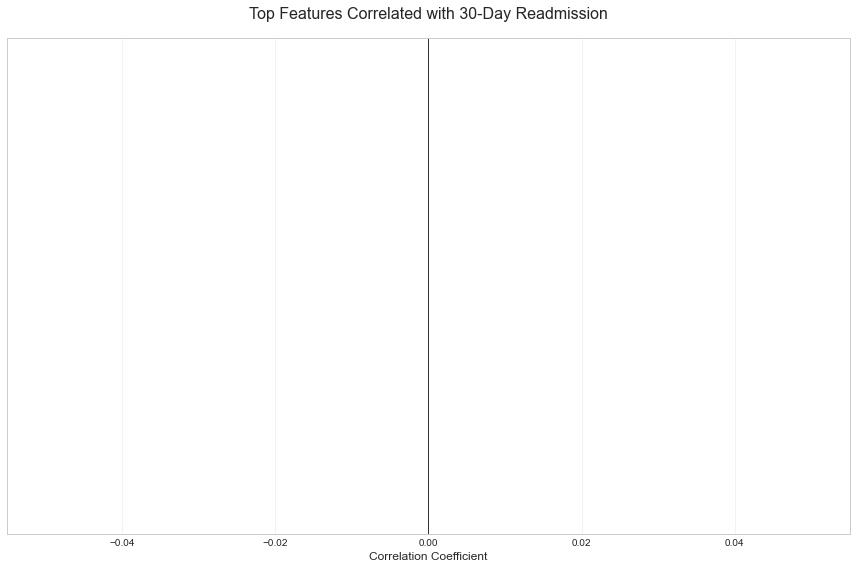 Top Features Correlated with 30-Day Readmission
−0.04 −0.02 0.00 0.02 0.04
Correlation Coefficient